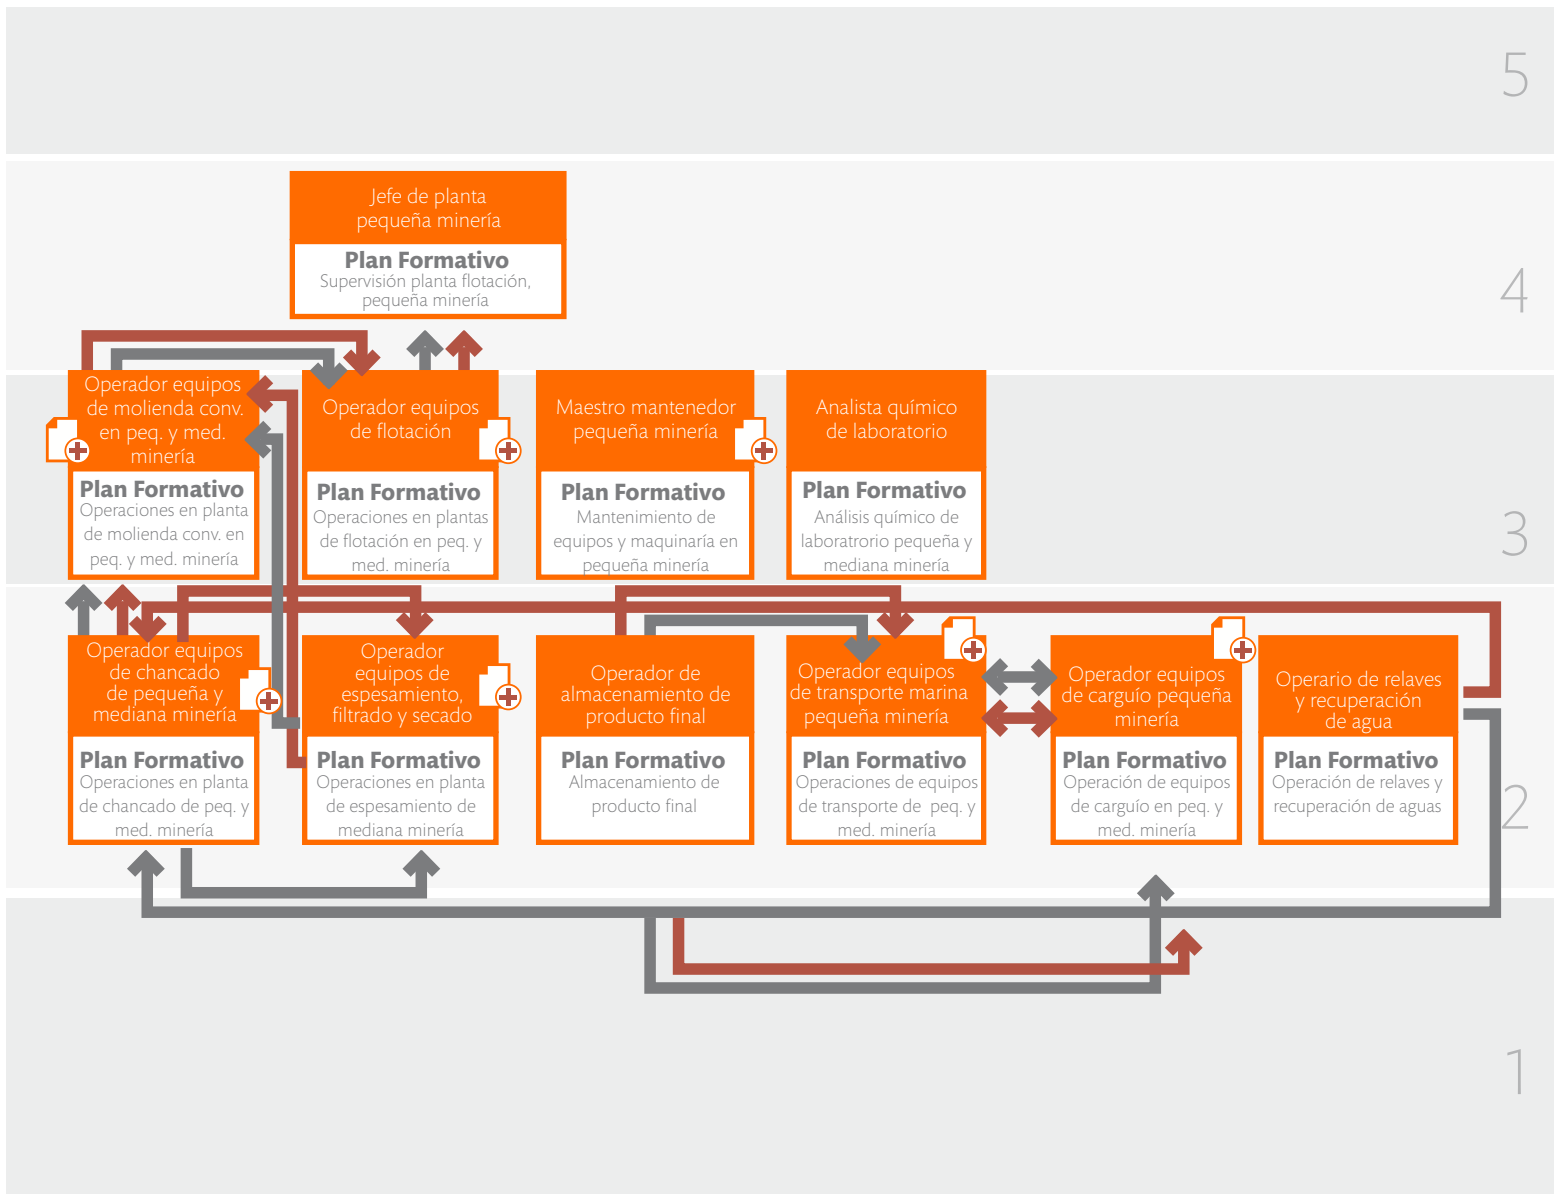 5
Jefe de planta
pequeña minería
Plan Formativo
Supervisión planta flotación,
pequeña minería
4
Operador equipos
de molienda conv.
en peq. y med.
minería
Plan Formativo
Operaciones en planta
de molienda conv. en
peq. y med. minería
Operador equipos
de flotación
Plan Formativo
Operaciones en plantas
de flotación en peq. y
med. minería
Maestro mantenedor
pequeña minería
Plan Formativo
Mantenimiento de
equipos y maquinaría en
pequeña minería
Analista químico
de laboratorio
Plan Formativo
Análisis químico de
laboratrorio pequeña y
mediana minería
3
Operador equipos
de chancado
de pequeña y
mediana minería
Plan Formativo
Operaciones en planta
de chancado de peq. y
med. minería
Operador
equipos de
espesamiento,
filtrado y secado
Plan Formativo
Operaciones en planta
de espesamiento de
mediana minería
Operador de
almacenamiento de
producto final
Plan Formativo
Almacenamiento de
producto final
Operador equipos
de transporte marina
pequeña minería
Plan Formativo
Operaciones de equipos
de transporte de peq. y
med. minería
Operador equipos
de carguío pequeña
minería
Plan Formativo
Operación de equipos
de carguío en peq. y
med. minería
Operario de relaves
y recuperación
de agua
Plan Formativo
Operación de relaves y
recuperación de aguas
2
1